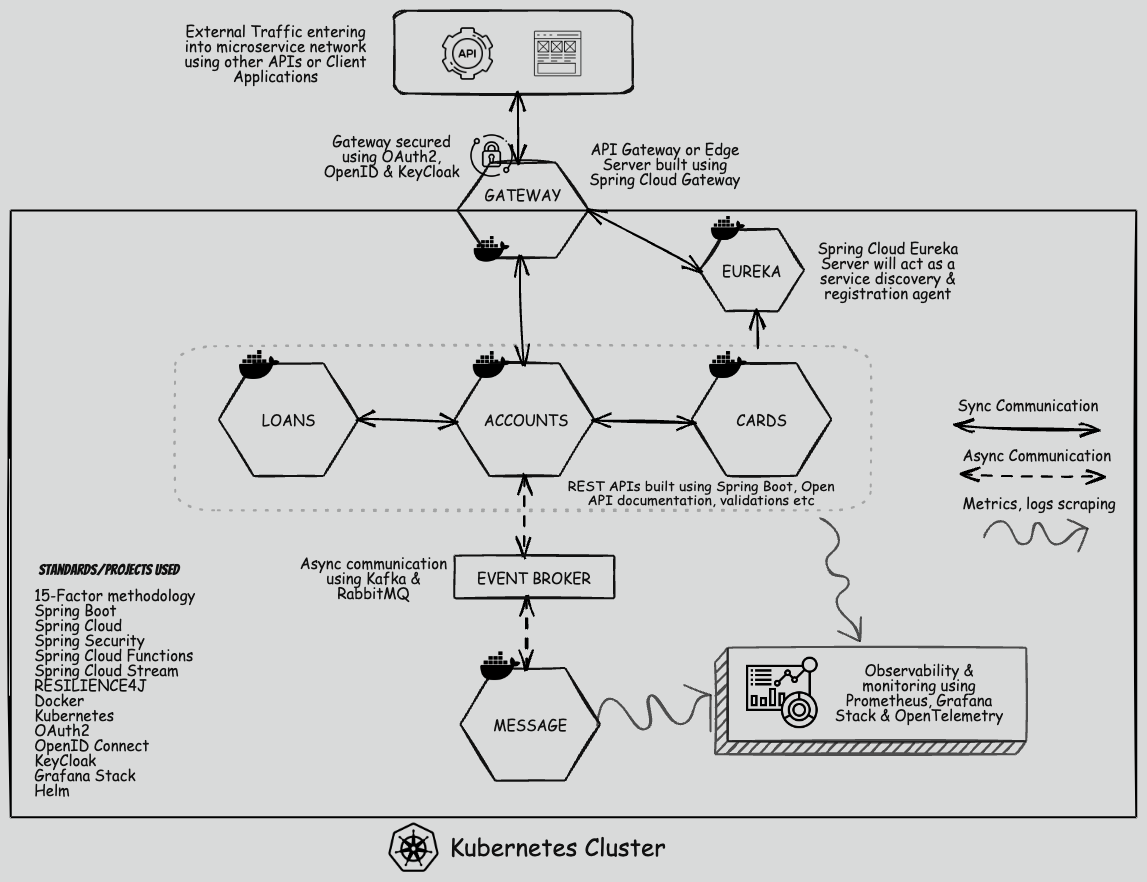 External Traffic entering
into microservice network
using other APIs or Client
Applications
API
Gateway secured
using OAuth2,
OpenID & KeyCloak
API Gateway or Edge
Server built using
Spring Cloud Gateway
GATEWAY
EUREKA
Spring Cloud Eureka
Server will act as a
service discovery &
registration agent
LOANS
ACCOUNTS
CARDS
REST APIs built using Spring Boot, Open
API documentation, validations etc
Sync Communication
Async Communication
Metrics, logs scraping
Async communication
using Kafka &
RabbitMQ
EVENT BROKER
MESSAGE
Observability &
monitoring using
Prometheus, Grafana
Stack & OpenTelemetry
STANDARDS/PROJECTS USED
15-Factor methodology
Spring Boot
Spring Cloud
Spring Security
Spring Cloud Functions
Spring Cloud Stream
RESILIENCE4J
Docker
Kubernetes
OAuth2
OpenID Connect
KeyCloak
Grafana Stack
Helm
Kubernetes Cluster